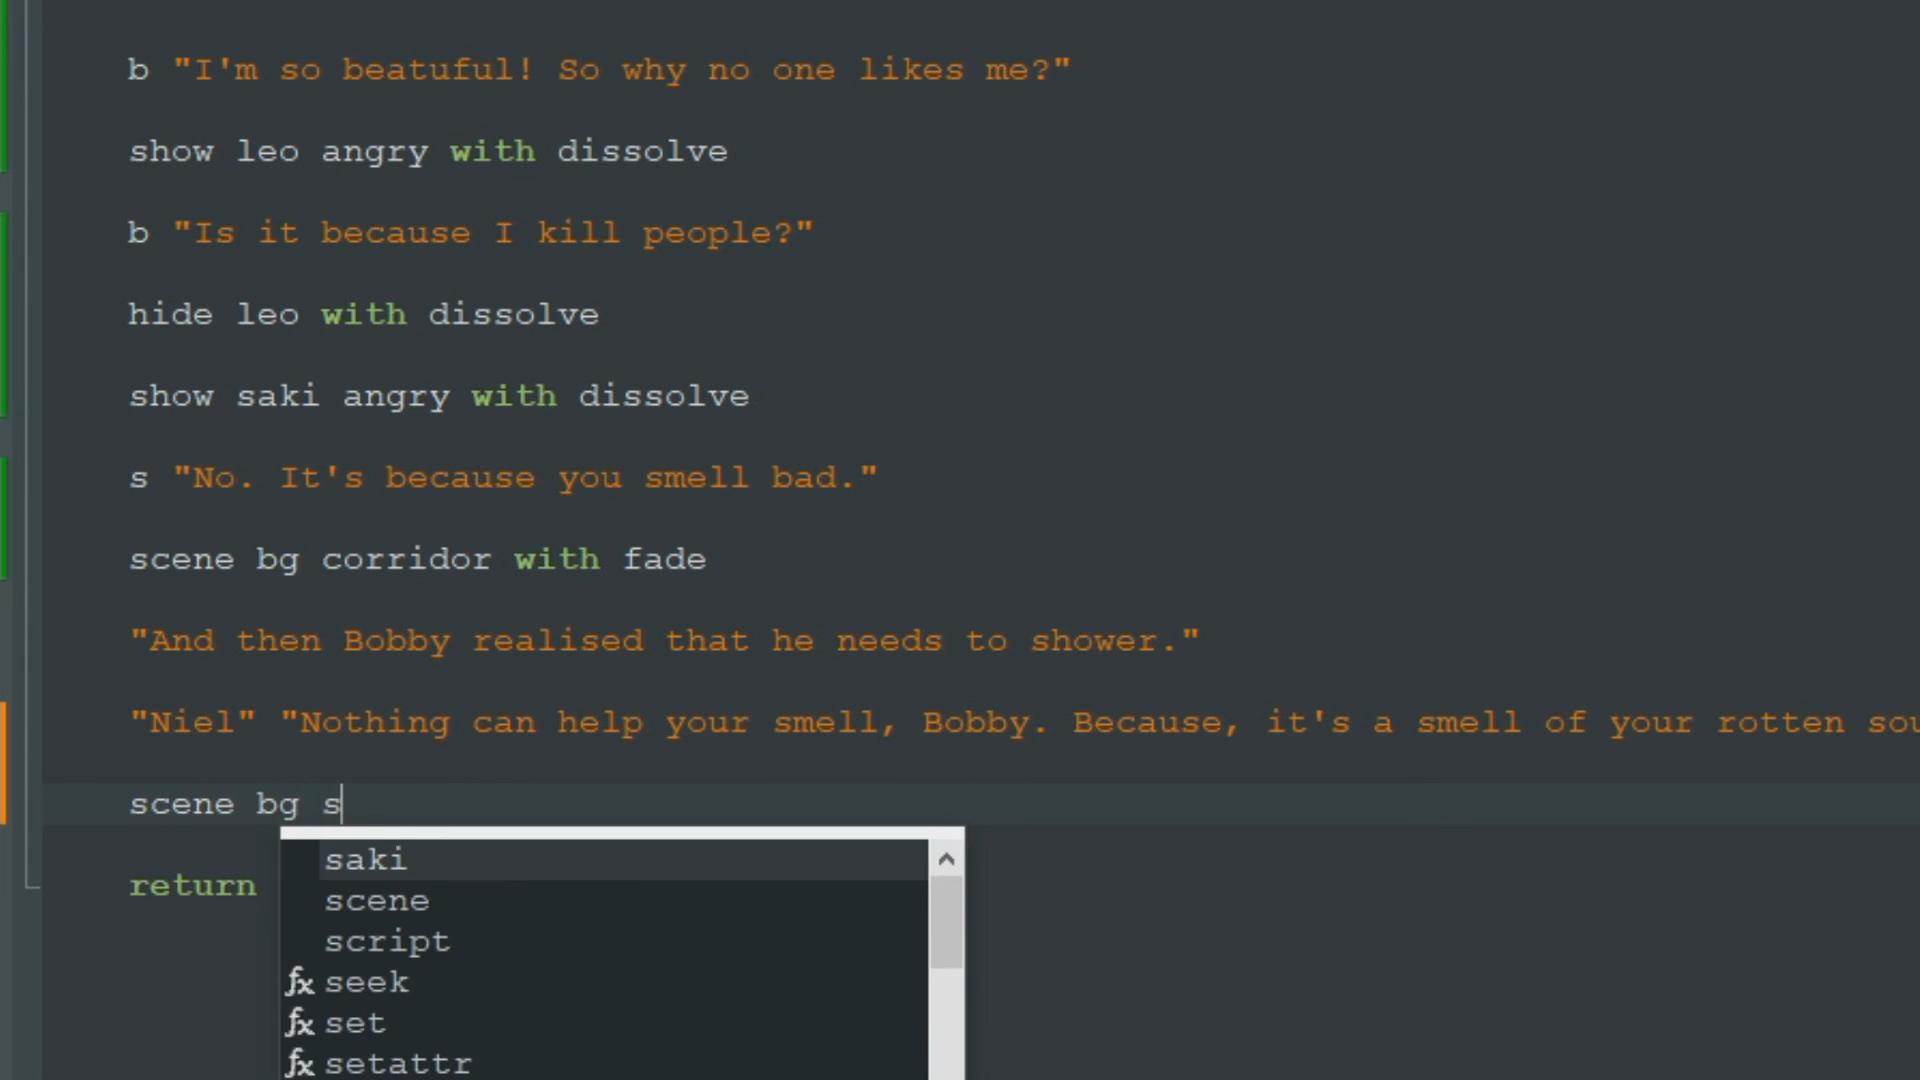 b "I'm so beatuful! So why no one likes me?"
show leo angry with dissolve
b "Is it because I kill people?"
hide leo with dissolve
show saki angry with dissolve
s "No. It's because you smell bad."
scene bg corridor with fade
"And then Bobby realised that he needs to shower."
"Niel" "Nothing can help your smell, Bobby. Because, it's a smell of your rotten
scene bg s
saki
return
scene
script
fx seek
fx set
fx setattr